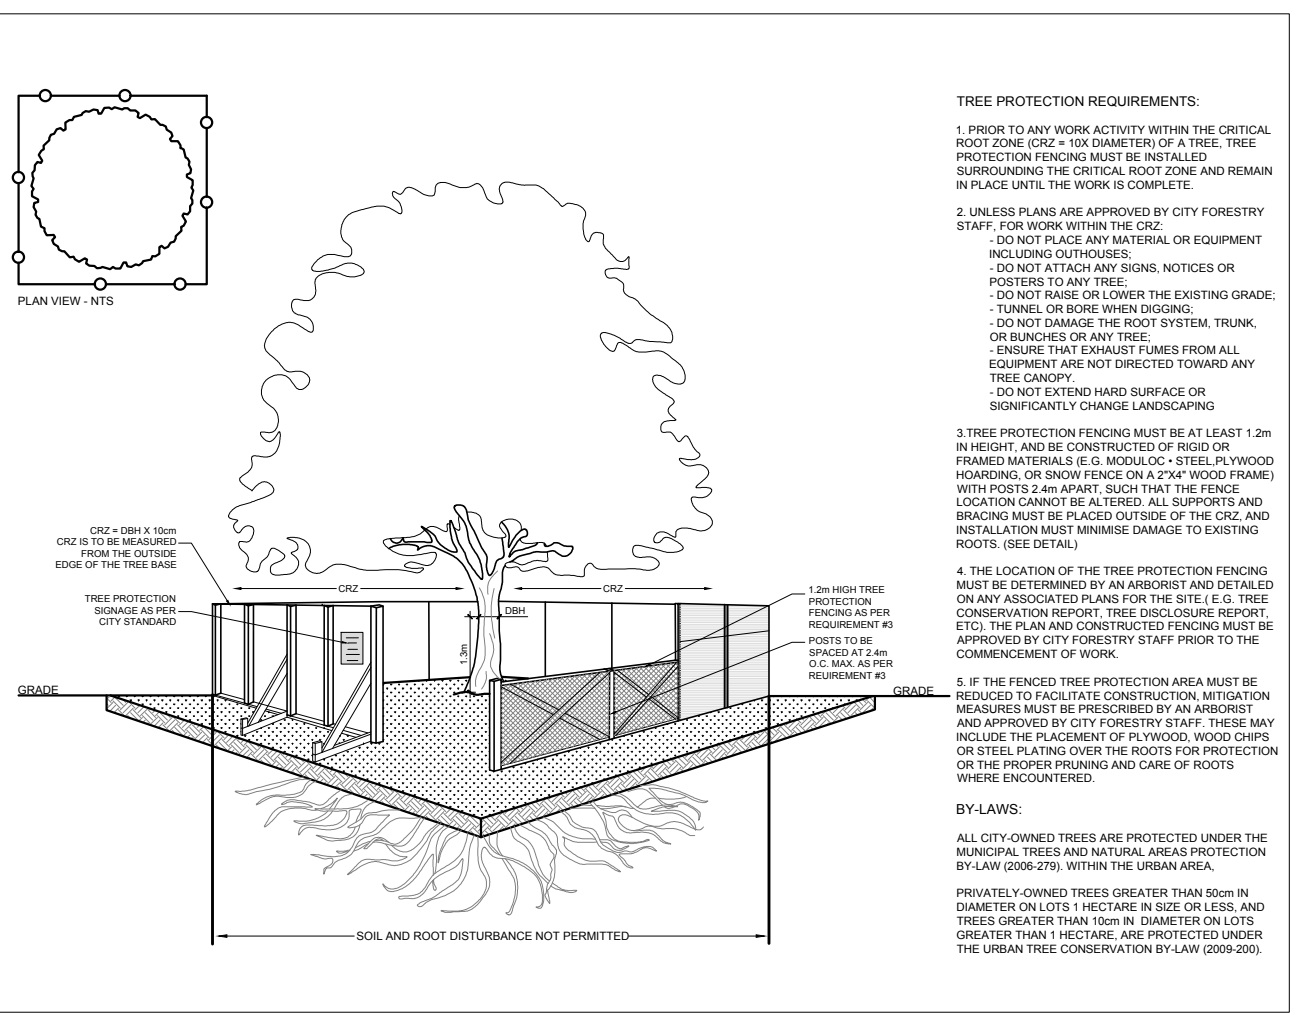 PLAN VIEW - NTS
CRZ = DBH X 10cm
CRZ IS TO BE MEASURED
FROM THE OUTSIDE
EDGE OF THE TREE BASE
TREE PROTECTION
SIGNAGE AS PER
CITY STANDARD
CRZ
CRZ
DBH
1.3m
1.2m HIGH TREE
PROTECTION
FENCING AS PER
REQUIREMENT #3
POSTS TO BE
SPACED AT 2.4m
O.C. MAX. AS PER
REUIREMENT #3
GRADE
GRADE
SOIL AND ROOT DISTURBANCE NOT PERMITTED
TREE PROTECTION REQUIREMENTS:
1. PRIOR TO ANY WORK ACTIVITY WITHIN THE CRITICAL
ROOT ZONE (CRZ = 10X DIAMETER) OF A TREE, TREE
PROTECTION FENCING MUST BE INSTALLED
SURROUNDING THE CRITICAL ROOT ZONE AND REMAIN
IN PLACE UNTIL THE WORK IS COMPLETE.
2. UNLESS PLANS ARE APPROVED BY CITY FORESTRY
STAFF, FOR WORK WITHIN THE CRZ:
- DO NOT PLACE ANY MATERIAL OR EQUIPMENT
INCLUDING OUTHOUSES;
- DO NOT ATTACH ANY SIGNS, NOTICES OR
POSTERS TO ANY TREE;
- DO NOT RAISE OR LOWER THE EXISTING GRADE;
- TUNNEL OR BORE WHEN DIGGING;
- DO NOT DAMAGE THE ROOT SYSTEM, TRUNK,
OR BUNCHES OR ANY TREE;
- ENSURE THAT EXHAUST FUMES FROM ALL
EQUIPMENT ARE NOT DIRECTED TOWARD ANY
TREE CANOPY.
- DO NOT EXTEND HARD SURFACE OR
SIGNIFICANTLY CHANGE LANDSCAPING
3.TREE PROTECTION FENCING MUST BE AT LEAST 1.2m
IN HEIGHT, AND BE CONSTRUCTED OF RIGID OR
FRAMED MATERIALS (E.G. MODULOC • STEEL,PLYWOOD
HOARDING, OR SNOW FENCE ON A 2"X4" WOOD FRAME)
WITH POSTS 2.4m APART, SUCH THAT THE FENCE
LOCATION CANNOT BE ALTERED. ALL SUPPORTS AND
BRACING MUST BE PLACED OUTSIDE OF THE CRZ, AND
INSTALLATION MUST MINIMISE DAMAGE TO EXISTING
ROOTS. (SEE DETAIL)
4. THE LOCATION OF THE TREE PROTECTION FENCING
MUST BE DETERMINED BY AN ARBORIST AND DETAILED
ON ANY ASSOCIATED PLANS FOR THE SITE.( E.G. TREE
CONSERVATION REPORT, TREE DISCLOSURE REPORT,
ETC). THE PLAN AND CONSTRUCTED FENCING MUST BE
APPROVED BY CITY FORESTRY STAFF PRIOR TO THE
COMMENCEMENT OF WORK.
5. IF THE FENCED TREE PROTECTION AREA MUST BE
REDUCED TO FACILITATE CONSTRUCTION, MITIGATION
MEASURES MUST BE PRESCRIBED BY AN ARBORIST
AND APPROVED BY CITY FORESTRY STAFF. THESE MAY
INCLUDE THE PLACEMENT OF PLYWOOD, WOOD CHIPS
OR STEEL PLATING OVER THE ROOTS FOR PROTECTION
OR THE PROPER PRUNING AND CARE OF ROOTS
WHERE ENCOUNTERED.
BY-LAWS:
ALL CITY-OWNED TREES ARE PROTECTED UNDER THE
MUNICIPAL TREES AND NATURAL AREAS PROTECTION
BY-LAW (2006-279). WITHIN THE URBAN AREA,
PRIVATELY-OWNED TREES GREATER THAN 50cm IN
DIAMETER ON LOTS 1 HECTARE IN SIZE OR LESS, AND
TREES GREATER THAN 10cm IN DIAMETER ON LOTS
GREATER THAN 1 HECTARE, ARE PROTECTED UNDER
THE URBAN TREE CONSERVATION BY-LAW (2009-200).